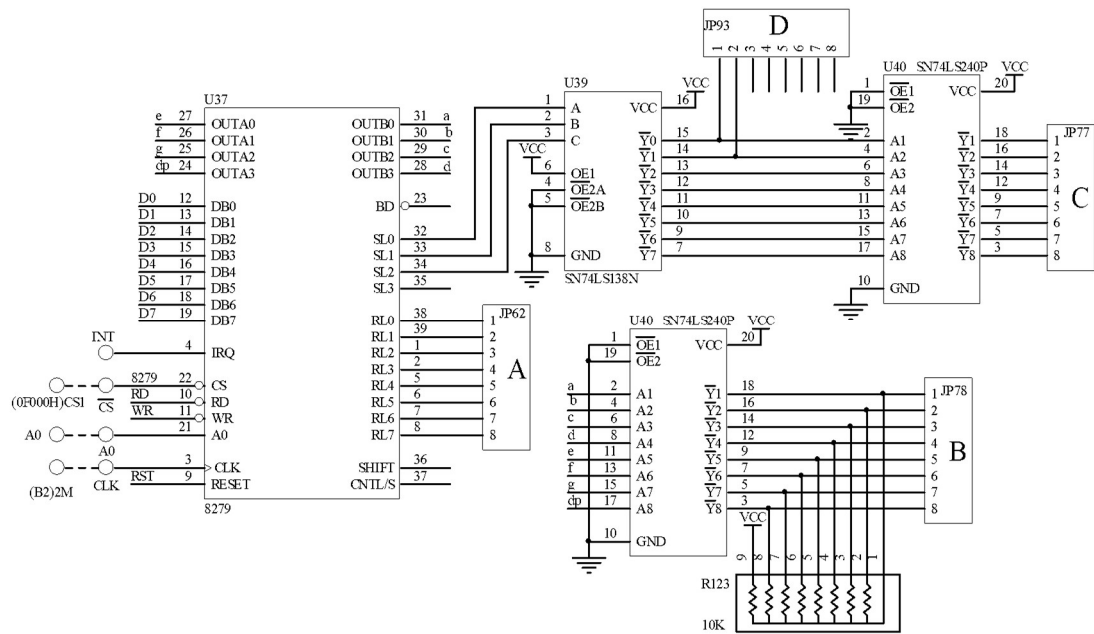 JP93 D
1 2 3 4 5 6 7 8
U37
e 27 OUTA0 OUTB0 31 a
f 26 OUTA1 OUTB1 30 b
g 25 OUTA2 OUTB2 29 c
dp 24 OUTA3 OUTB3 28 d
D0 12 DB0 BD 23
D1 13 DB1
D2 14 DB2 SL0 32
D3 15 DB3 SL1 33
D4 16 DB4 SL2 34
D5 17 DB5 SL3 35
D6 18 DB6
D7 19 DB7 RL0 38
RL1 39
INT 4 IRQ RL2 1
RL3 2
8279 22 CS RL4 5
(0F000H)CS1 CS RD 10 RD RL5 6
WR 11 WR RL6 7
A0 A0 21 A0 RL7 8
(B2)2M CLK 3 CLK SHIFT 36
RST 9 RESET CNTL/S 37
8279
JP62
A
1
2
3
4
5
6
7
8
U39
1 A VCC 16 VCC
2 B
3 C Y0 15
VCC Y1 14
6 OE1 Y2 13
4 OE2A Y3 12
5 OE2B Y4 11
Y5 10
Y6 9
8 GND Y7 7
SN74LS138N
U40 SN74LS240P
1 OE1 VCC 20 VCC
19 OE2
2 A1 Y1 18 1
4 A2 Y2 16 2
6 A3 Y3 14 3
8 A4 Y4 12 4
11 A5 Y5 9 5
13 A6 Y6 7 6
15 A7 Y7 5 7
17 A8 Y8 3 8
10 GND
JP77
C
U40 SN74LS240P
1 OE1 VCC 20 VCC
19 OE2
a 2 A1 Y1 18 1
b 4 A2 Y2 16 2
c 6 A3 Y3 14 3
d 8 A4 Y4 12 4
e 11 A5 Y5 9 5
f 13 A6 Y6 7 6
g 15 A7 Y7 5 7
dp 17 A8 Y8 3 8
10 GND
JP78
B
VCC
9 8 7 6 5 4 3 2 1
R123
10K